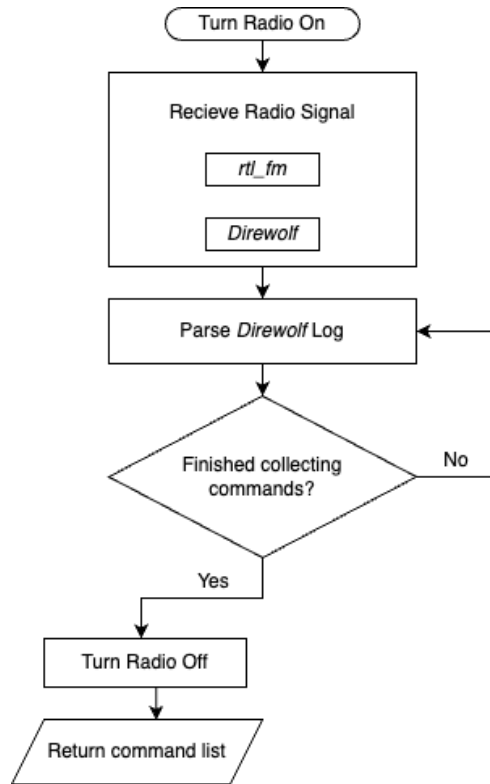 Turn Radio On
Recieve Radio Signal
rtl_fm
Direwolf
Parse Direwolf Log
Finished collecting
commands?
No
Yes
Turn Radio Off
Return command list